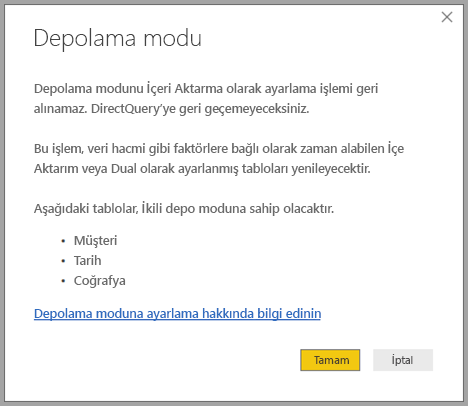 Depolama modu
Depolama modunu İçeri Aktarma olarak ayarlama işlemi geri
alınamaz. DirectQuery'ye geri geçemeyeceksiniz.
Bu işlem, veri hacmi gibi faktörlere bağlı olarak zaman alabilen İçe
Aktarım veya Dual olarak ayarlanmış tabloları yenileyecektir.
Aşağıdaki tablolar, İkili depo moduna sahip olacaktır.
• Müşteri
• Tarih
• Coğrafya
Depolama moduna ayarlama hakkında bilgi edinin
Tamam
İptal